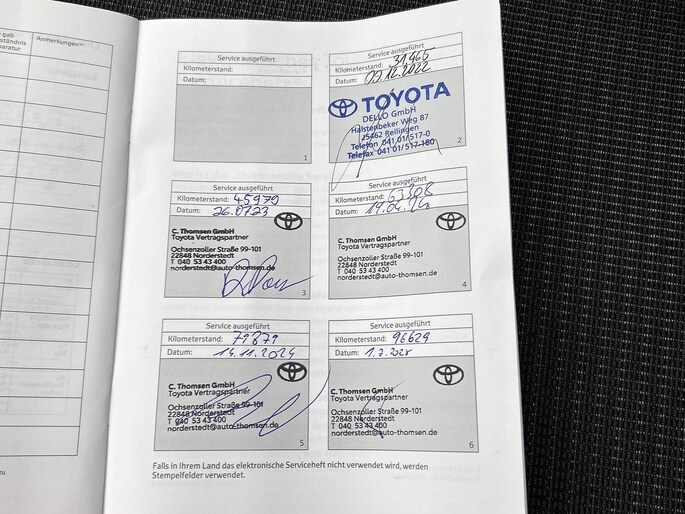 gab
ständnis
paratur
Anmerkungen
Service ausgeführt
Kilometerstand:
Datum:
1
Service ausgeführt
Kilometerstand: 31965
Datum: 09.12.2022
TOYOTA
DELLO GmbH
Halstenbeker Weg 87
25462 Rellingen
Telefon 041 01/517-0
Telefax 041 01/517-180
2
Service ausgeführt
Kilometerstand: 45970
Datum: 26.07.23
C. Thomsen GmbH
Toyota Vertragspartner
Ochsenzoller Straße 99-101
22848 Norderstedt
T 040 53 43 400
norderstedt@auto-thomsen.de
3
Service ausgeführt
Kilometerstand: 63308
Datum:
C. Thomsen GmbH
Toyota Vertragspartner
Ochsenzoller Straße 99-101
22848 Norderstedt
T 040 53 43 400
norderstedt@auto-thomsen.de
4
Service ausgeführt
Kilometerstand: 79879
Datum: 14.11.2024
C. Thomsen GmbH
Toyota Vertragspartner
Ochsenzoller Straße 99-101
22848 Norderstedt
T 040 53 43 400
norderstedt@auto-thomsen.de
5
Service ausgeführt
Kilometerstand: 96629
Datum: 1.7.2025
C. Thomsen GmbH
Toyota Vertragspartner
Ochsenzoller Straße 99-101
22848 Norderstedt
T 040 53 43 400
norderstedt@auto-thomsen.de
6
Falls in Ihrem Land das elektronische Serviceheft nicht verwendet wird, werden
Stempelfelder verwendet.
zu